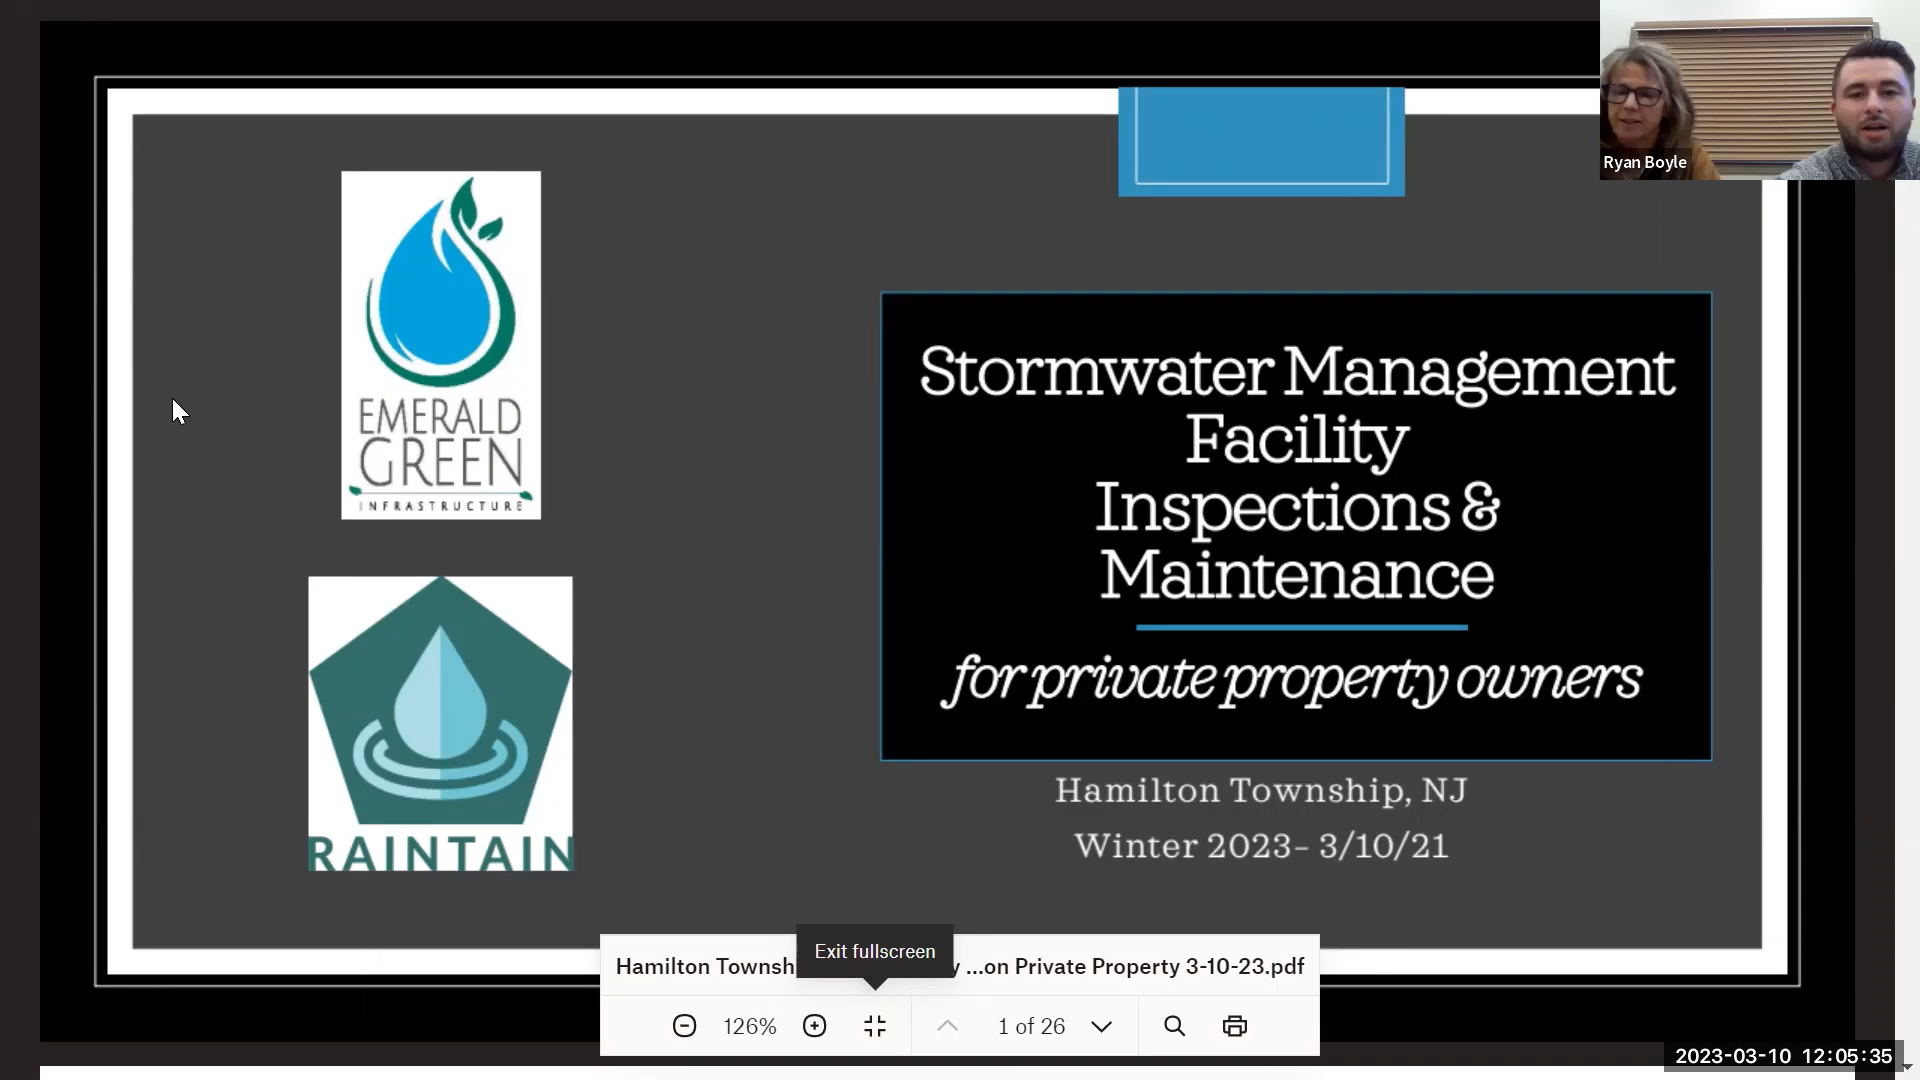 Ryan Boyle
EMERALD
GREEN
INFRASTRUCTURE
RAINTAIN
Stormwater Management
Facility
Inspections &
Maintenance
for private property owners
Hamilton Township, NJ
Winter 2023- 3/10/21
Exit fullscreen
Hamilton Townsh y ...on Private Property 3-10-23.pdf
126%
1 of 26
2023-03-10 12:05:35